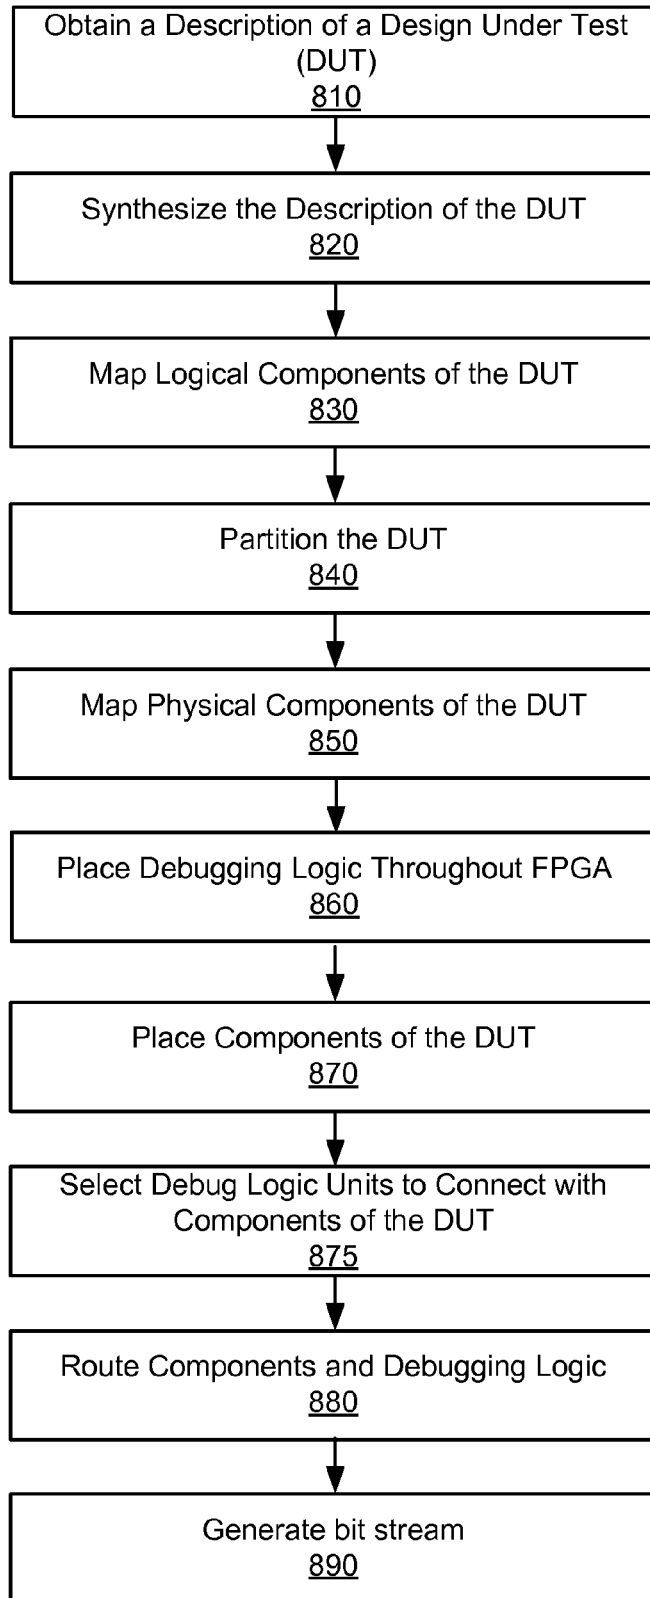 Obtain a Description of a Design Under Test
(DUT)
810
Synthesize the Description of the DUT
820
Map Logical Components of the DUT
830
Partition the DUT
840
Map Physical Components of the DUT
850
Place Debugging Logic Throughout FPGA
860
Place Components of the DUT
870
Select Debug Logic Units to Connect with
Components of the DUT
875
Route Components and Debugging Logic
880
Generate bit stream
890